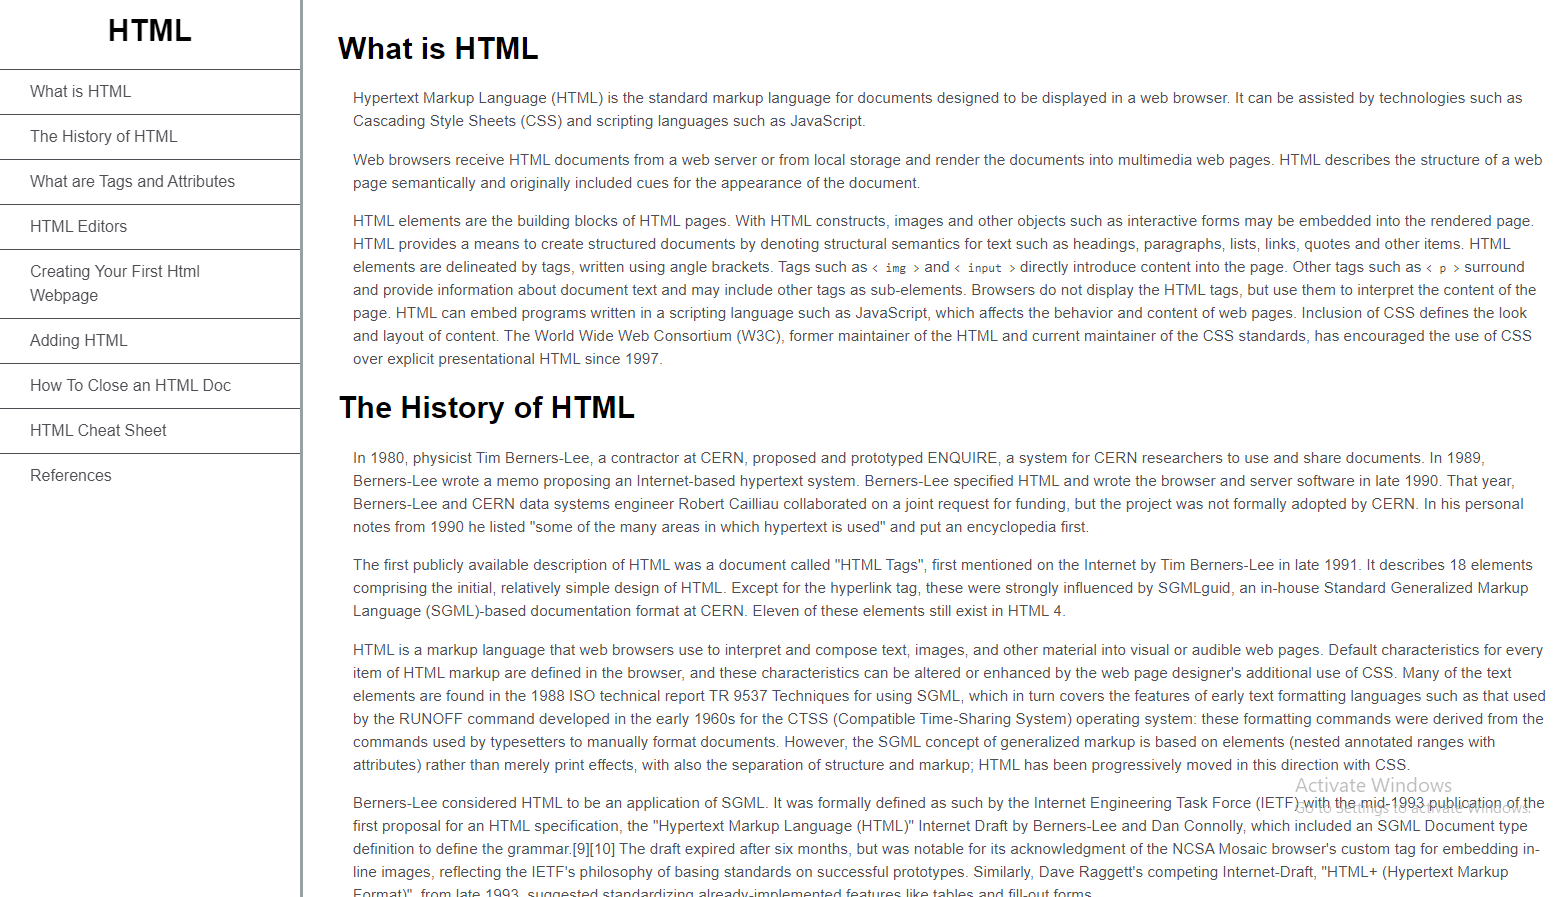 HTML
What is HTML
The History of HTML
What are Tags and Attributes
HTML Editors
Creating Your First Html
Webpage
Adding HTML
How To Close an HTML Doc
HTML Cheat Sheet
References
What is HTML
Hypertext Markup Language (HTML) is the standard markup language for documents designed to be displayed in a web browser. It can be assisted by technologies such as
Cascading Style Sheets (CSS) and scripting languages such as JavaScript.
Web browsers receive HTML documents from a web server or from local storage and render the documents into multimedia web pages. HTML describes the structure of a web
page semantically and originally included cues for the appearance of the document.
HTML elements are the building blocks of HTML pages. With HTML constructs, images and other objects such as interactive forms may be embedded into the rendered page.
HTML provides a means to create structured documents by denoting structural semantics for text such as headings, paragraphs, lists, links, quotes and other items. HTML
elements are delineated by tags, written using angle brackets. Tags such as < img > and < input > directly introduce content into the page. Other tags such as < p > surround
and provide information about document text and may include other tags as sub-elements. Browsers do not display the HTML tags, but use them to interpret the content of the
page. HTML can embed programs written in a scripting language such as JavaScript, which affects the behavior and content of web pages. Inclusion of CSS defines the look
and layout of content. The World Wide Web Consortium (W3C), former maintainer of the HTML and current maintainer of the CSS standards, has encouraged the use of CSS
over explicit presentational HTML since 1997.
The History of HTML
In 1980, physicist Tim Berners-Lee, a contractor at CERN, proposed and prototyped ENQUIRE, a system for CERN researchers to use and share documents. In 1989,
Berners-Lee wrote a memo proposing an Internet-based hypertext system. Berners-Lee specified HTML and wrote the browser and server software in late 1990. That year,
Berners-Lee and CERN data systems engineer Robert Cailliau collaborated on a joint request for funding, but the project was not formally adopted by CERN. In his personal
notes from 1990 he listed "some of the many areas in which hypertext is used" and put an encyclopedia first.
The first publicly available description of HTML was a document called "HTML Tags", first mentioned on the Internet by Tim Berners-Lee in late 1991. It describes 18 elements
comprising the initial, relatively simple design of HTML. Except for the hyperlink tag, these were strongly influenced by SGMLguid, an in-house Standard Generalized Markup
Language (SGML)-based documentation format at CERN. Eleven of these elements still exist in HTML 4.
HTML is a markup language that web browsers use to interpret and compose text, images, and other material into visual or audible web pages. Default characteristics for every
item of HTML markup are defined in the browser, and these characteristics can be altered or enhanced by the web page designer's additional use of CSS. Many of the text
elements are found in the 1988 ISO technical report TR 9537 Techniques for using SGML, which in turn covers the features of early text formatting languages such as that used
by the RUNOFF command developed in the early 1960s for the CTSS (Compatible Time-Sharing System) operating system: these formatting commands were derived from the
commands used by typesetters to manually format documents. However, the SGML concept of generalized markup is based on elements (nested annotated ranges with
attributes) rather than merely print effects, with also the separation of structure and markup; HTML has been progressively moved in this direction with CSS.
Activate Windows
Go to Settings to activate Windows.
Berners-Lee considered HTML to be an application of SGML. It was formally defined as such by the Internet Engineering Task Force (IETF) with the mid-1993 publication of the
first proposal for an HTML specification, the "Hypertext Markup Language (HTML)" Internet Draft by Berners-Lee and Dan Connolly, which included an SGML Document type
definition to define the grammar.[9][10] The draft expired after six months, but was notable for its acknowledgment of the NCSA Mosaic browser's custom tag for embedding in-
line images, reflecting the IETF's philosophy of basing standards on successful prototypes. Similarly, Dave Raggett's competing Internet-Draft, "HTML+ (Hypertext Markup
Format)", from late 1993, suggested standardizing already-implemented features like tables and fill-out forms.